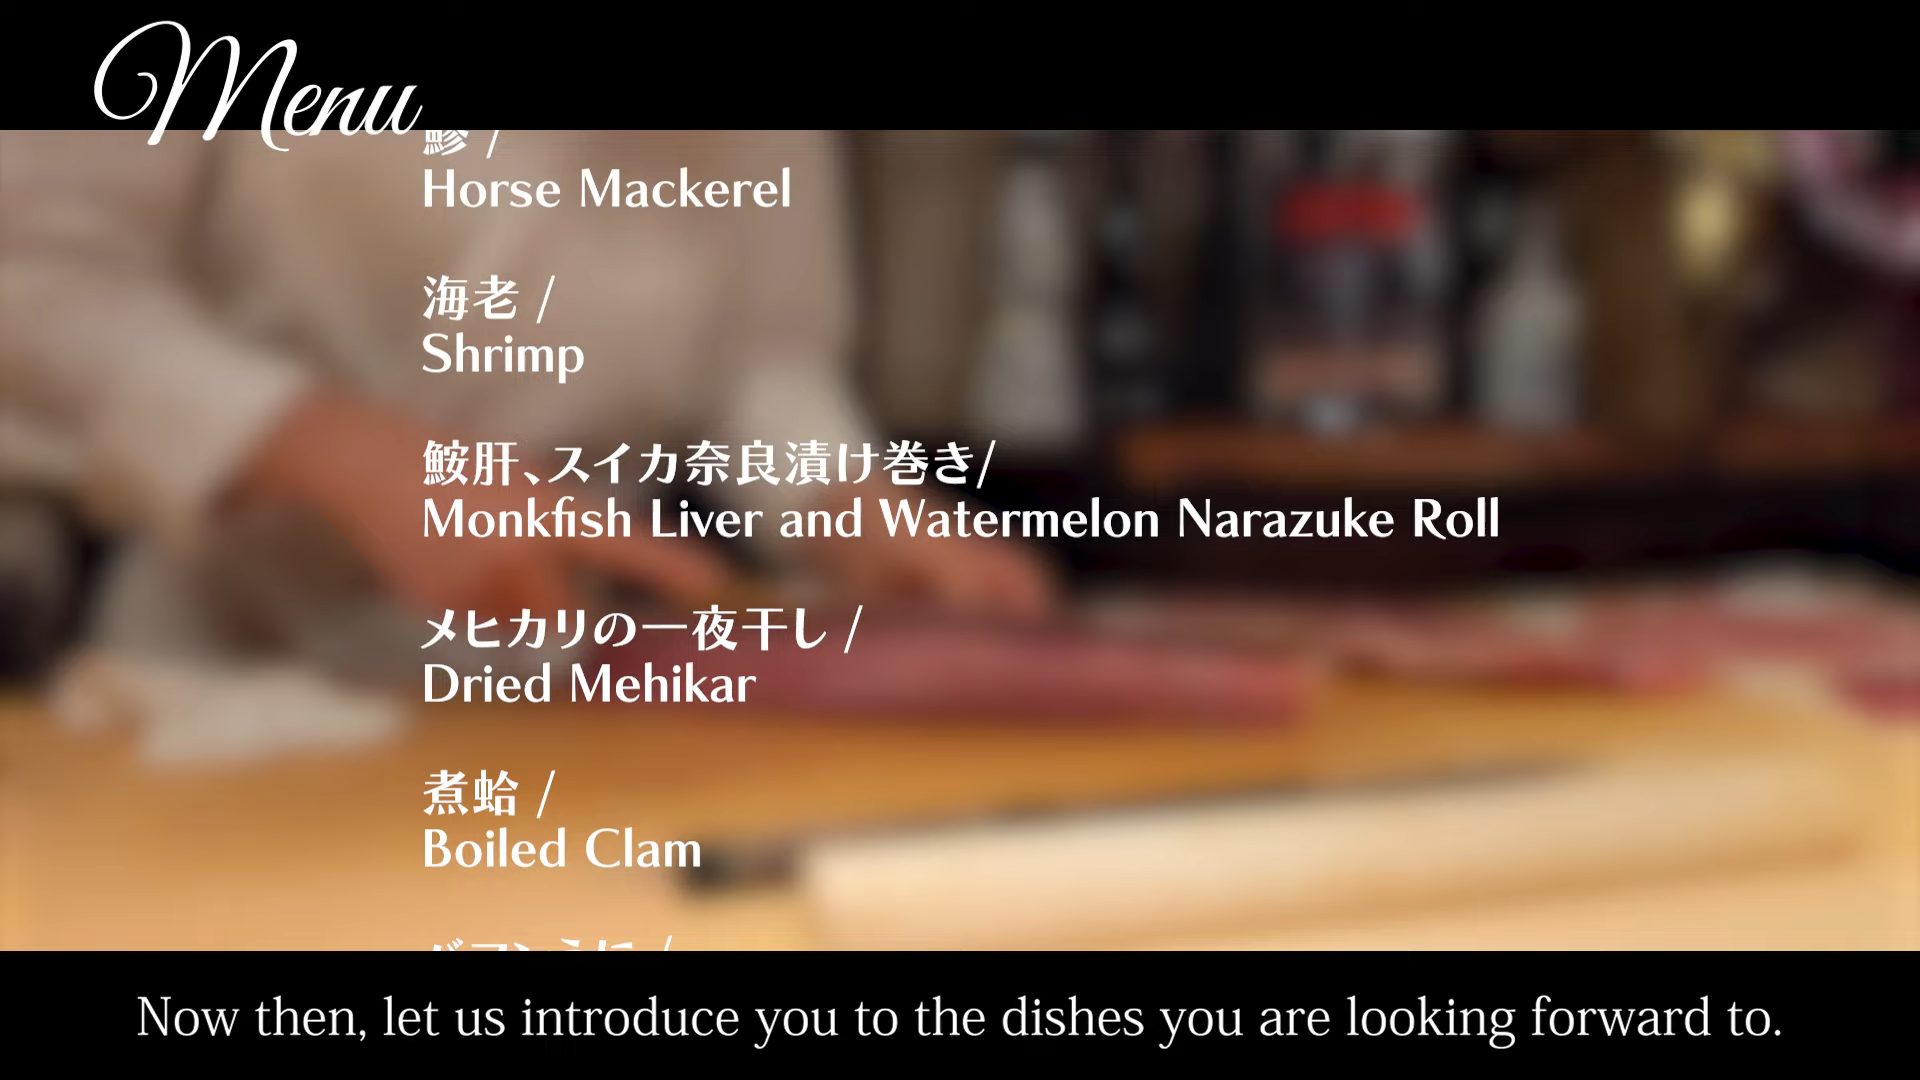 Menu
鯵 /
Horse Mackerel
海老 /
Shrimp
鮟肝、スイカ奈良漬け巻き/
Monkfish Liver and Watermelon Narazuke Roll
メヒカリの一夜干し /
Dried Mehikar
煮蛤 /
Boiled Clam
Now then, let us introduce you to the dishes you are looking forward to.